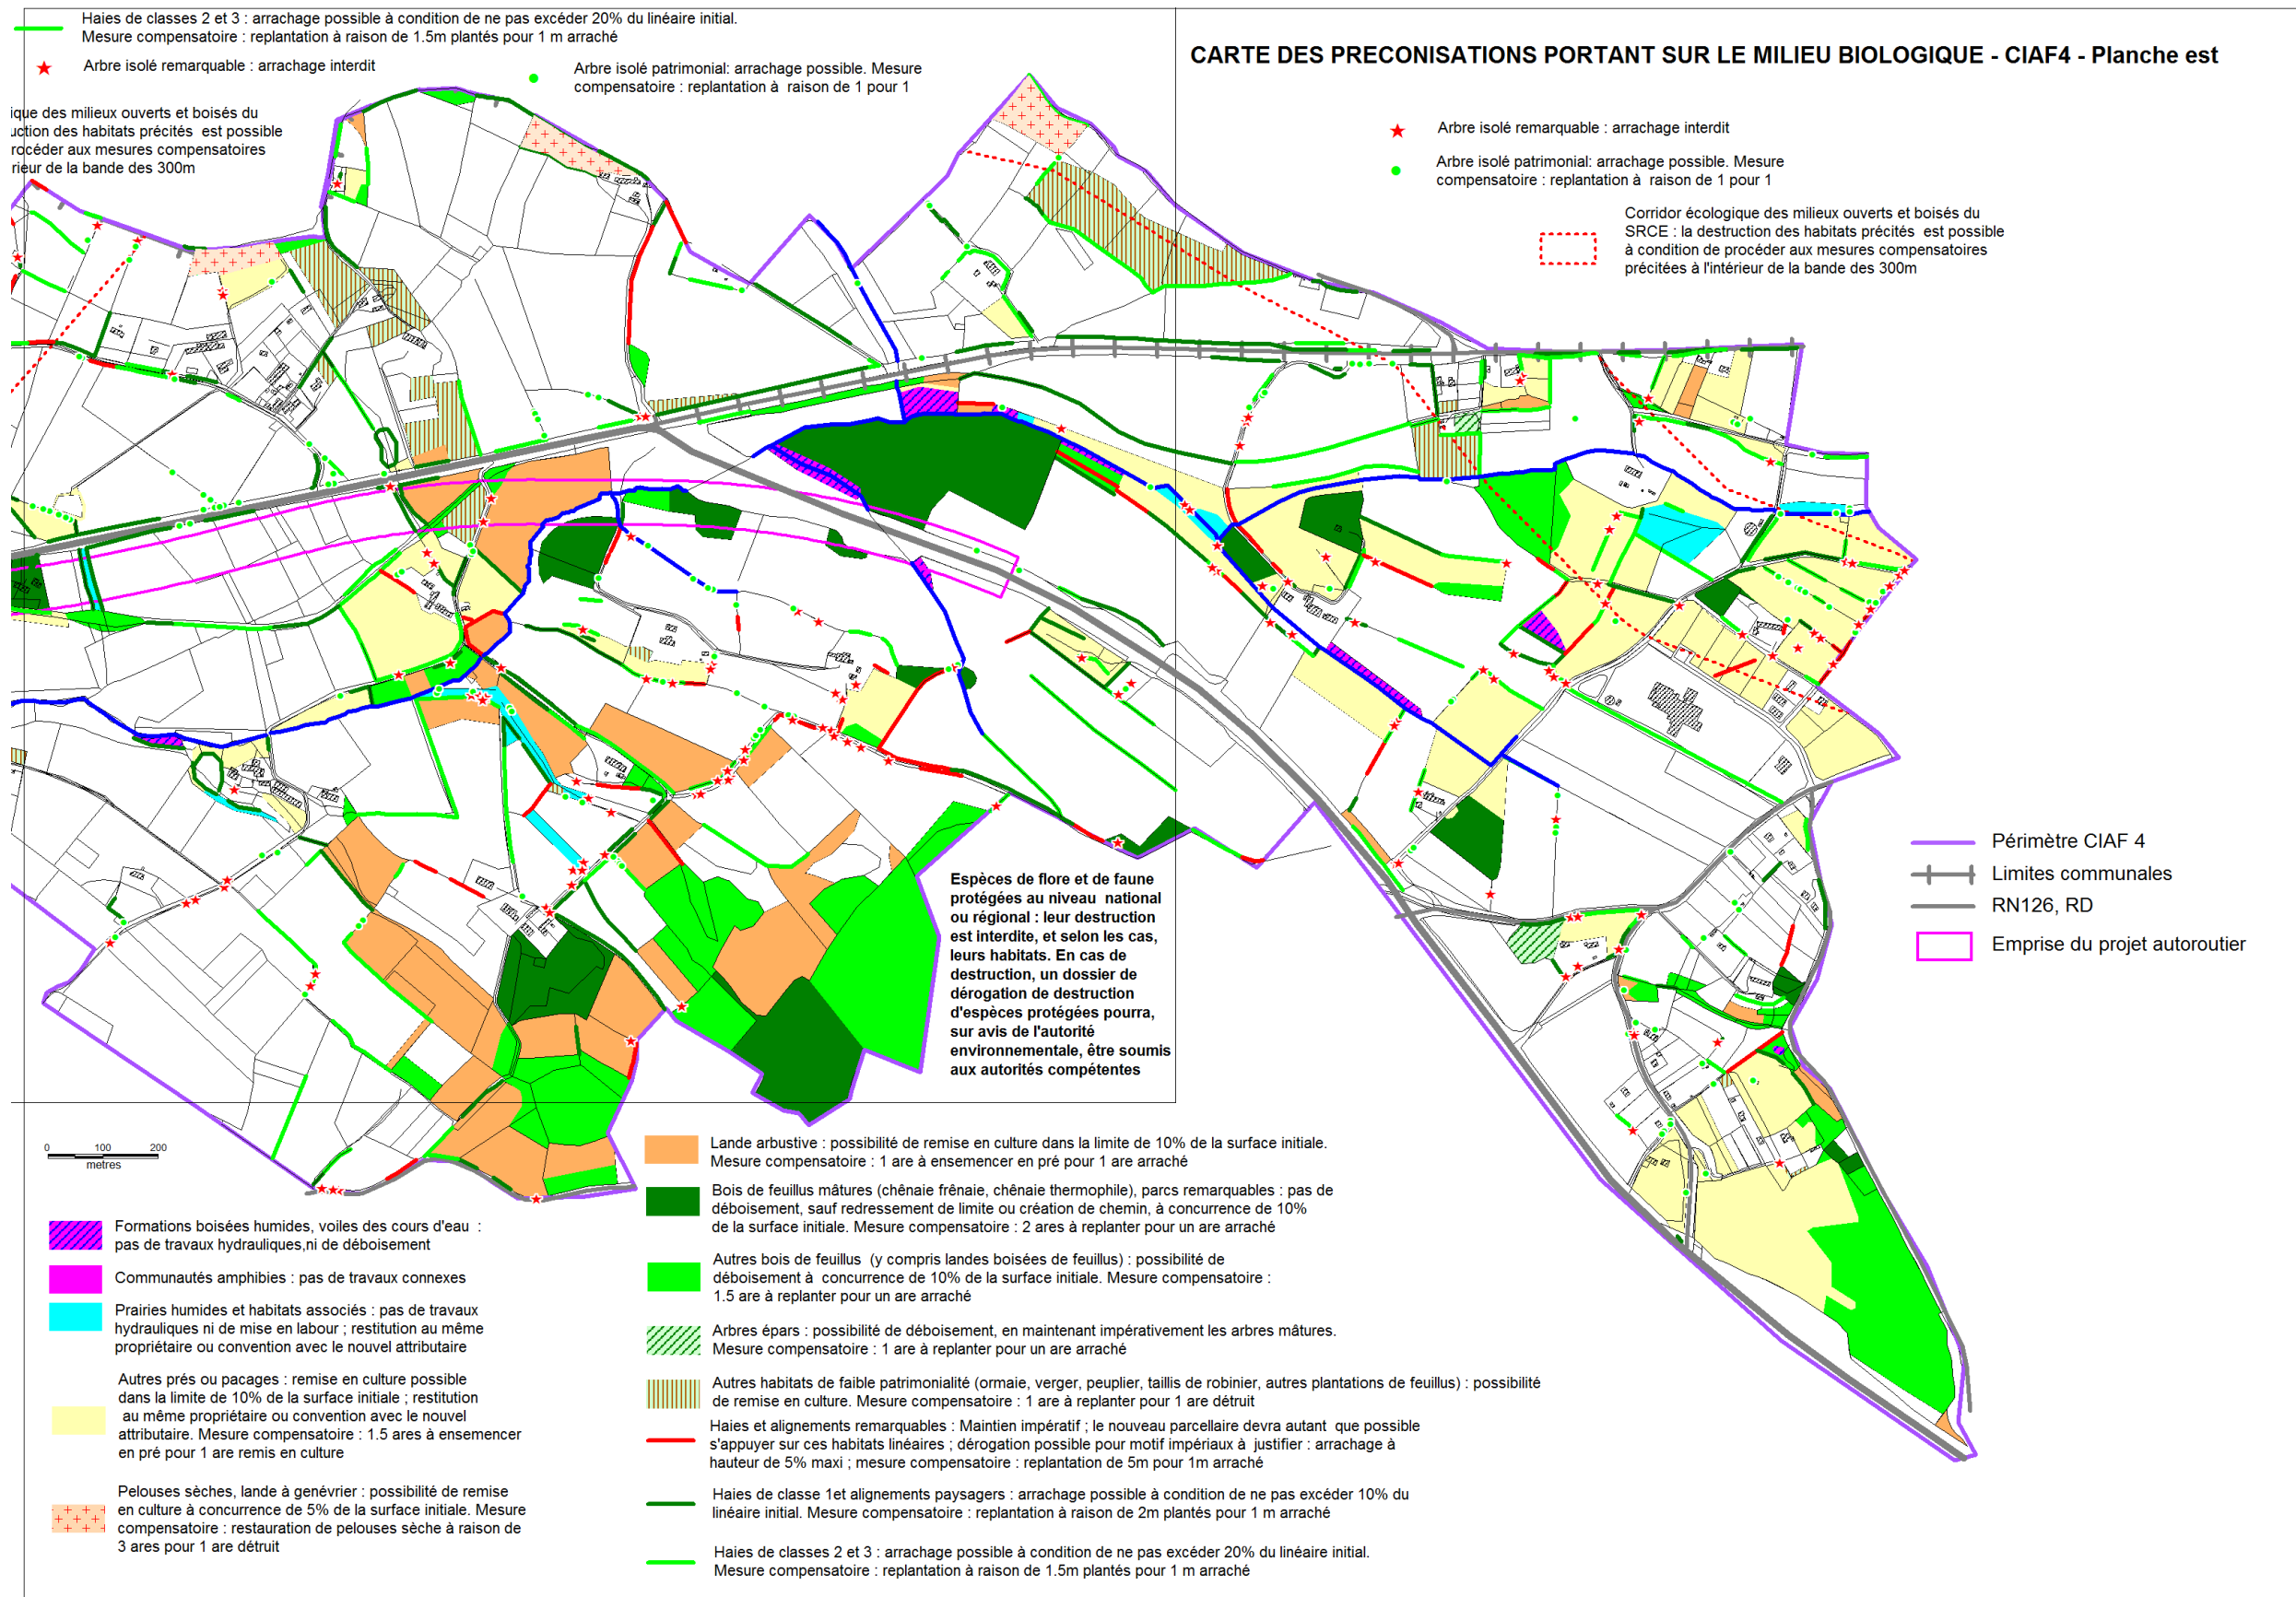 Haies de classes 2 et 3 : arrachage possible à condition de ne pas excéder 20% du linéaire initial.
Mesure compensatoire : replantation à raison de 1.5m plantés pour 1 m arraché
Arbre isolé remarquable : arrachage interdit
Arbre isolé patrimonial: arrachage possible. Mesure
compensatoire : replantation à raison de 1 pour 1
ique des milieux ouverts et boisés du
uction des habitats précités est possible
rocéder aux mesures compensatoires
rieur de la bande des 300m
CARTE DES PRECONISATIONS PORTANT SUR LE MILIEU BIOLOGIQUE - CIAF4 - Planche est
Arbre isolé remarquable : arrachage interdit
Arbre isolé patrimonial: arrachage possible. Mesure
compensatoire : replantation à raison de 1 pour 1
Corridor écologique des milieux ouverts et boisés du
SRCE : la destruction des habitats précités est possible
à condition de procéder aux mesures compensatoires
précitées à l'intérieur de la bande des 300m
Périmètre CIAF 4
Limites communales
RN126, RD
Emprise du projet autoroutier
Espèces de flore et de faune
protégées au niveau national
ou régional : leur destruction
est interdite, et selon les cas,
leurs habitats. En cas de
destruction, un dossier de
dérogation de destruction
d'espèces protégées pourra,
sur avis de l'autorité
environnementale, être soumis
aux autorités compétentes
0 100 200
metres
Formations boisées humides, voiles des cours d'eau :
pas de travaux hydrauliques,ni de déboisement
Communautés amphibies : pas de travaux connexes
Prairies humides et habitats associés : pas de travaux
hydrauliques ni de mise en labour ; restitution au même
propriétaire ou convention avec le nouvel attributaire
Autres prés ou pacages : remise en culture possible
dans la limite de 10% de la surface initiale ; restitution
au même propriétaire ou convention avec le nouvel
attributaire. Mesure compensatoire : 1.5 ares à ensemencer
en pré pour 1 are remis en culture
Pelouses sèches, lande à genévrier : possibilité de remise
en culture à concurrence de 5% de la surface initiale. Mesure
compensatoire : restauration de pelouses sèche à raison de
3 ares pour 1 are détruit
Lande arbustive : possibilité de remise en culture dans la limite de 10% de la surface initiale.
Mesure compensatoire : 1 are à ensemencer en pré pour 1 are arraché
Bois de feuillus mâtures (chênaie frênaie, chênaie thermophile), parcs remarquables : pas de
déboisement, sauf redressement de limite ou création de chemin, à concurrence de 10%
de la surface initiale. Mesure compensatoire : 2 ares à replanter pour un are arraché
Autres bois de feuillus (y compris landes boisées de feuillus) : possibilité de
déboisement à concurrence de 10% de la surface initiale. Mesure compensatoire :
1.5 are à replanter pour un are arraché
Arbres épars : possibilité de déboisement, en maintenant impérativement les arbres mâtures.
Mesure compensatoire : 1 are à replanter pour un are arraché
Autres habitats de faible patrimonialité (ormaie, verger, peuplier, taillis de robinier, autres plantations de feuillus) : possibilité
de remise en culture. Mesure compensatoire : 1 are à replanter pour 1 are détruit
Haies et alignements remarquables : Maintien impératif ; le nouveau parcellaire devra autant que possible
s'appuyer sur ces habitats linéaires ; dérogation possible pour motif impériaux à justifier : arrachage à
hauteur de 5% maxi ; mesure compensatoire : replantation de 5m pour 1m arraché
Haies de classe 1et alignements paysagers : arrachage possible à condition de ne pas excéder 10% du
linéaire initial. Mesure compensatoire : replantation à raison de 2m plantés pour 1 m arraché
Haies de classes 2 et 3 : arrachage possible à condition de ne pas excéder 20% du linéaire initial.
Mesure compensatoire : replantation à raison de 1.5m plantés pour 1 m arraché